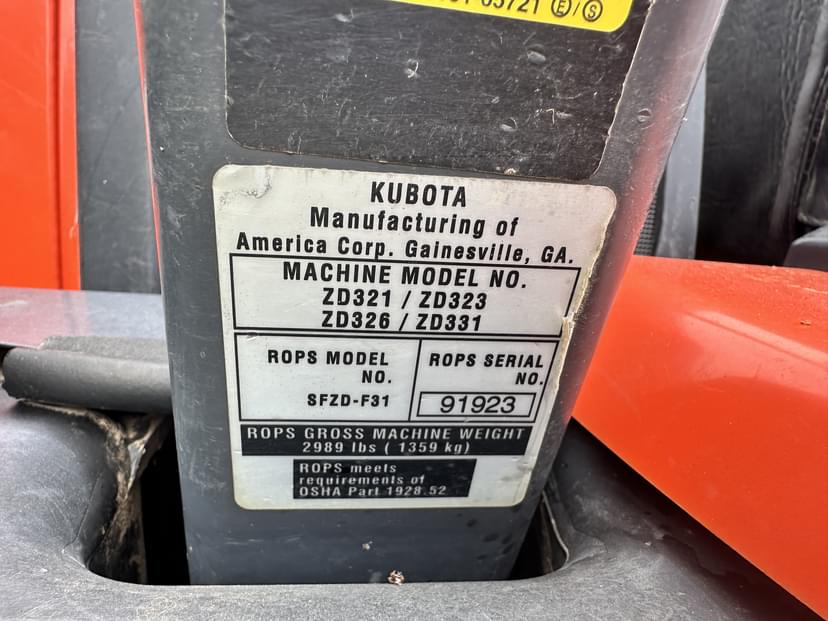 05721 Ⓔ/Ⓢ
KUBOTA
Manufacturing of
America Corp. Gainesville, GA.
MACHINE MODEL NO.
ZD321 / ZD323
ZD326 / ZD331
ROPS MODEL
NO.
SFZD-F31
ROPS SERIAL
NO.
91923
ROPS GROSS MACHINE WEIGHT
2989 lbs ( 1359 kg)
ROPS meets
requirements of
OSHA Part 1928.52